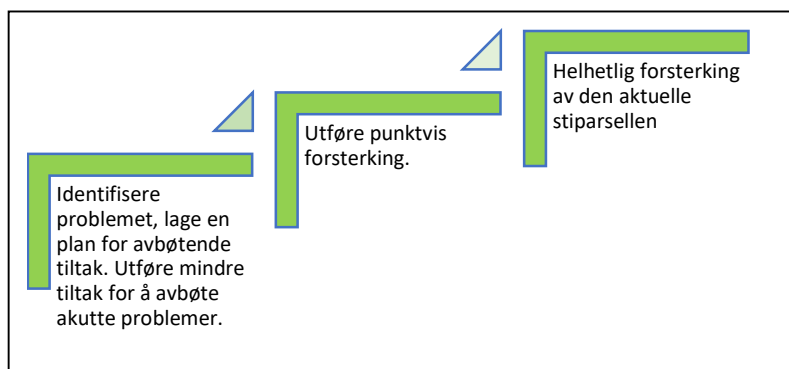 Identifisere
problemet, lage en
plan for avbøtende
tiltak. Utføre mindre
tiltak for å avbøte
akutte problemer.
Utføre punktvis
forsterking.
Helhetlig forsterking
av den aktuelle
stiparsellen